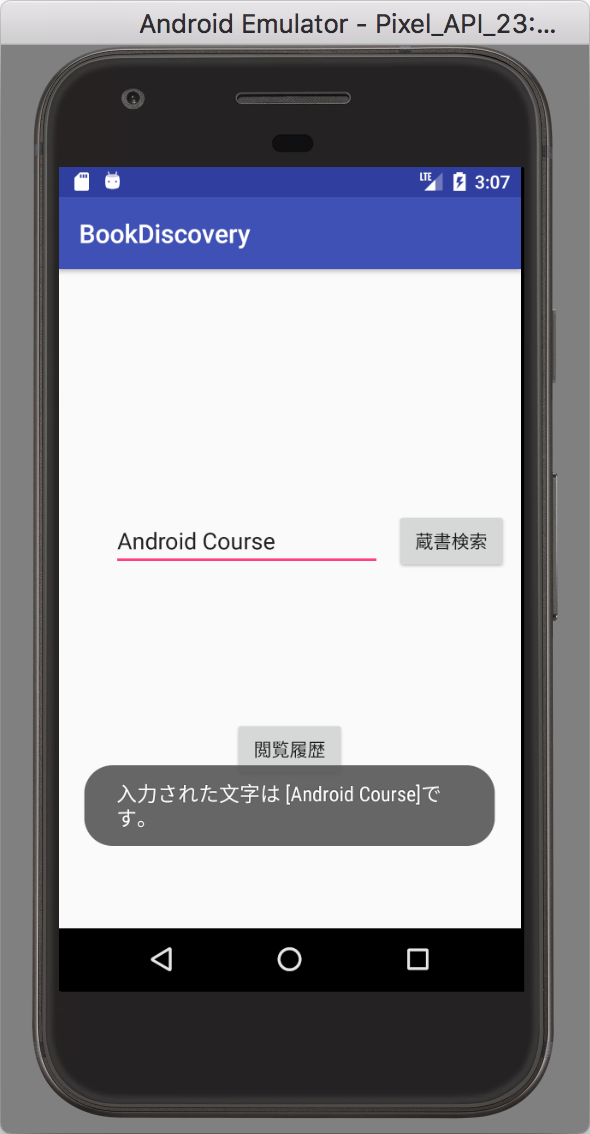 Android Emulator - Pixel_API_23:...
LTE 3:07
BookDiscovery
Android Course
蔵書検索
閲覧履歴
入力された文字は [Android Course]で
す。